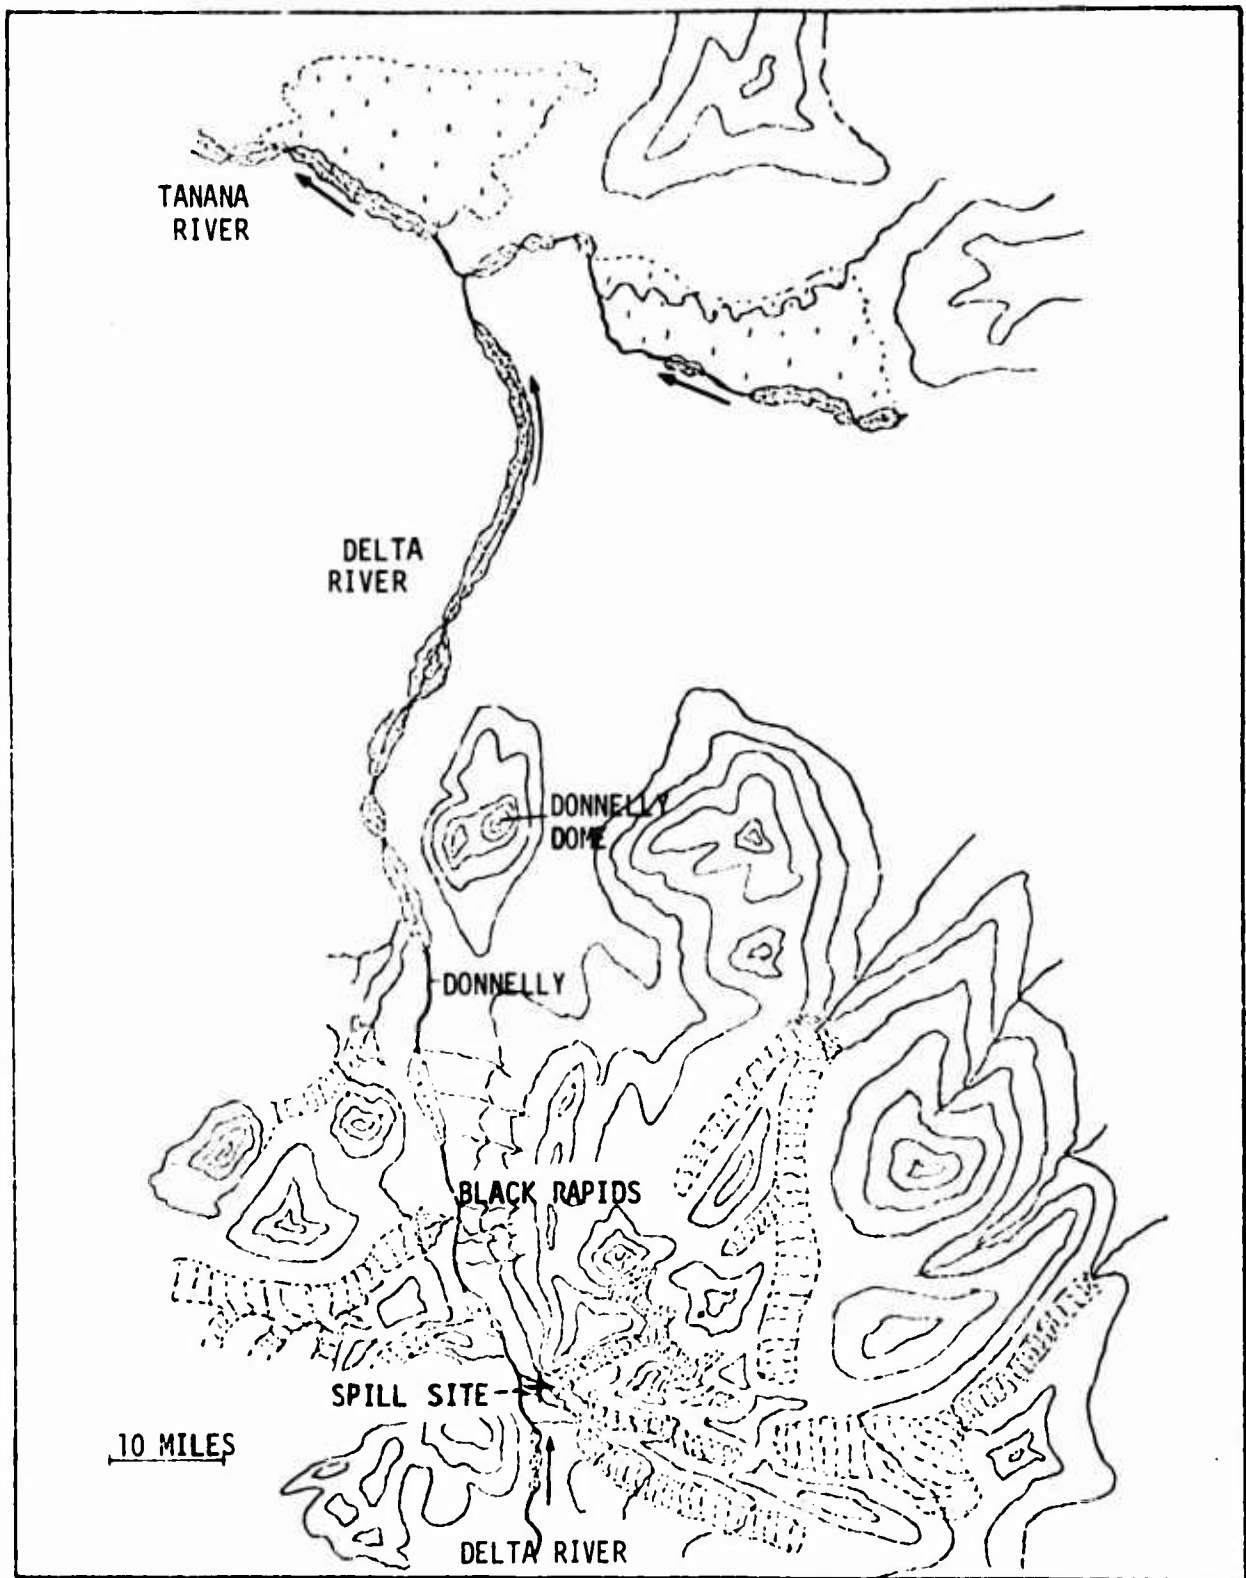 TANANA
RIVER
DELTA
RIVER
DONNELLY
DOME
DONNELLY
BLACK RAPIDS
SPILL SITE
10 MILES
DELTA RIVER